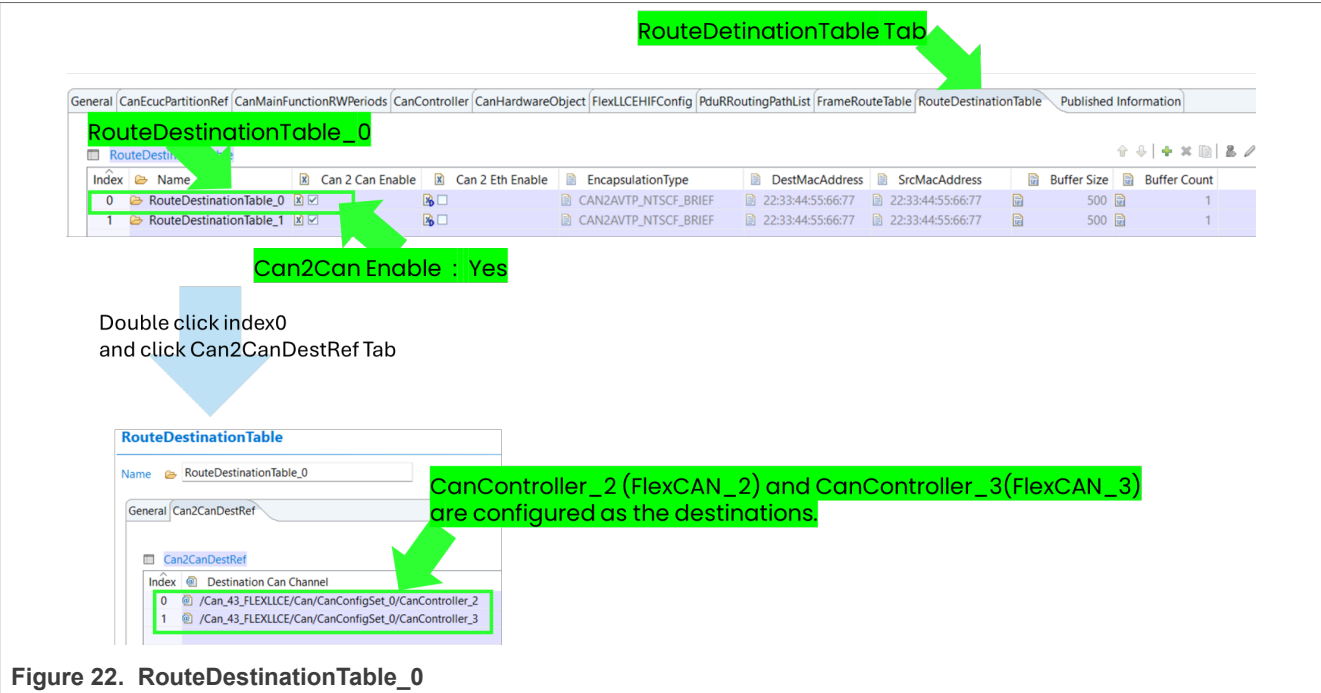 RouteDetinationTable Tab
General CanEcucPartitionRef CanMainFunctionRWPeriods CanController CanHardwareObject FlexLLCEHIFConfig PduRRoutingPathList FrameRouteTable RouteDestinationTable Published Information
RouteDestinationTable_0
RouteDestin
Index Name Can 2 Can Enable Can 2 Eth Enable EncapsulationType DestMacAddress SrcMacAddress Buffer Size Buffer Count
0 RouteDestinationTable_0 CAN2AVTP_NTSCF_BRIEF 22:33:44:55:66:77 22:33:44:55:66:77 500 1
1 RouteDestinationTable_1 CAN2AVTP_NTSCF_BRIEF 22:33:44:55:66:77 22:33:44:55:66:77 500 1
Can2Can Enable : Yes
Double click index0
and click Can2CanDestRef Tab
RouteDestinationTable
Name RouteDestinationTable_0
CanController_2 (FlexCAN_2) and CanController_3(FlexCAN_3)
are configured as the destinations.
General Can2CanDestRef
Can2CanDestRef
Index Destination Can Channel
0 /Can_43_FLEXLLCE/Can/CanConfigSet_0/CanController_2
1 /Can_43_FLEXLLCE/Can/CanConfigSet_0/CanController_3
Figure 22. RouteDestinationTable_0